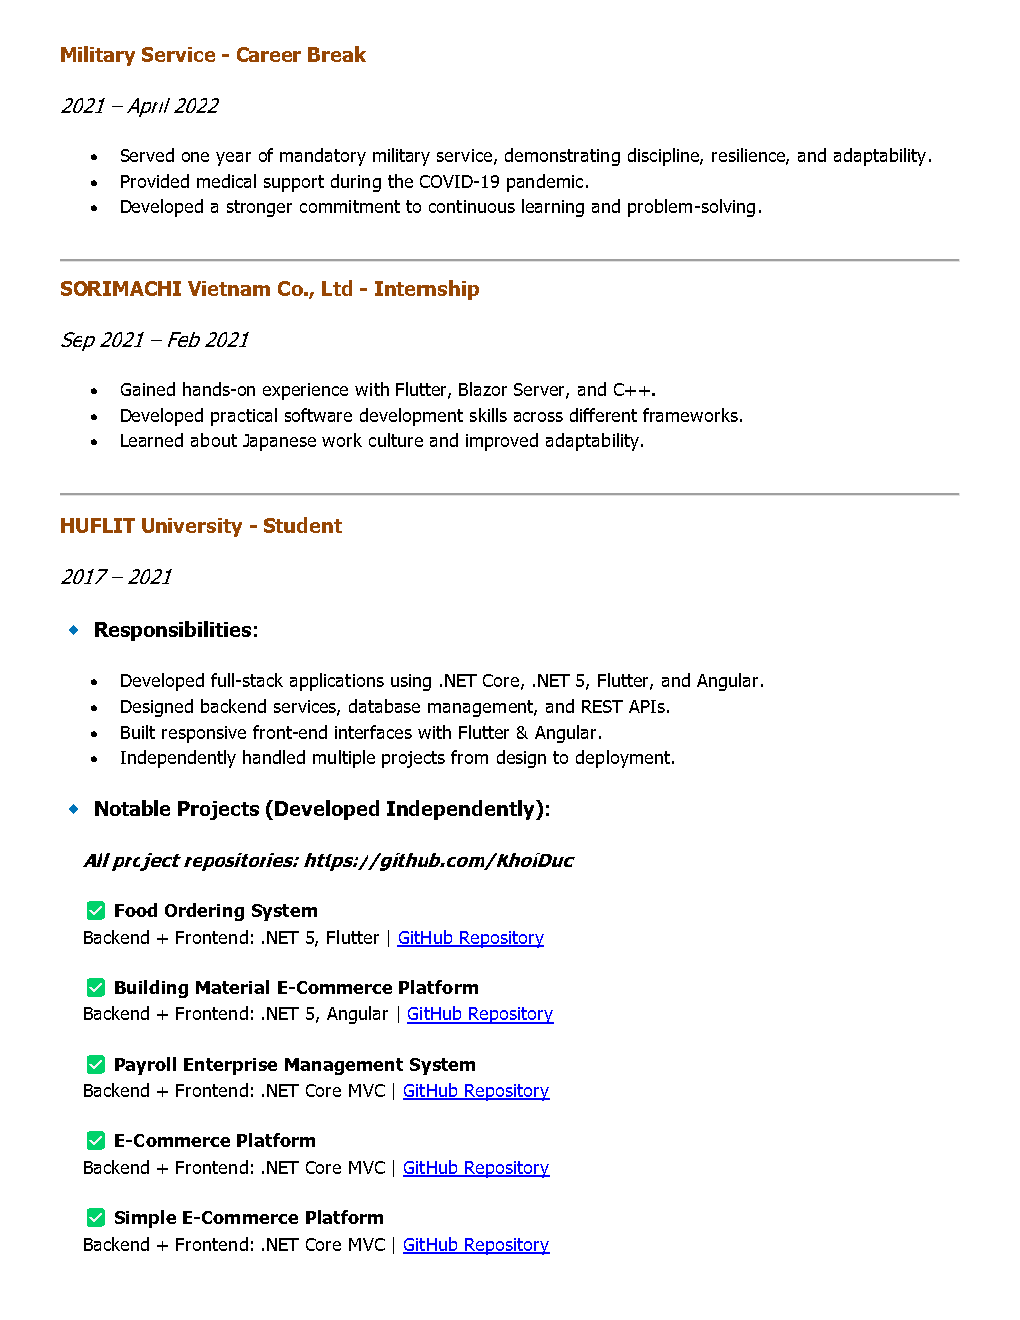 Military Service - Career Break
2021 – April 2022
• Served one year of mandatory military service, demonstrating discipline, resilience, and adaptability.
• Provided medical support during the COVID-19 pandemic.
• Developed a stronger commitment to continuous learning and problem-solving.
SORIMACHI Vietnam Co., Ltd - Internship
Sep 2021 – Feb 2021
• Gained hands-on experience with Flutter, Blazor Server, and C++.
• Developed practical software development skills across different frameworks.
• Learned about Japanese work culture and improved adaptability.
HUFLIT University - Student
2017 – 2021
Responsibilities:
• Developed full-stack applications using .NET Core, .NET 5, Flutter, and Angular.
• Designed backend services, database management, and REST APIs.
• Built responsive front-end interfaces with Flutter & Angular.
• Independently handled multiple projects from design to deployment.
Notable Projects (Developed Independently):
All project repositories: https://github.com/KhoiDuc
Food Ordering System
Backend + Frontend: .NET 5, Flutter | GitHub Repository
Building Material E-Commerce Platform
Backend + Frontend: .NET 5, Angular | GitHub Repository
Payroll Enterprise Management System
Backend + Frontend: .NET Core MVC | GitHub Repository
E-Commerce Platform
Backend + Frontend: .NET Core MVC | GitHub Repository
Simple E-Commerce Platform
Backend + Frontend: .NET Core MVC | GitHub Repository